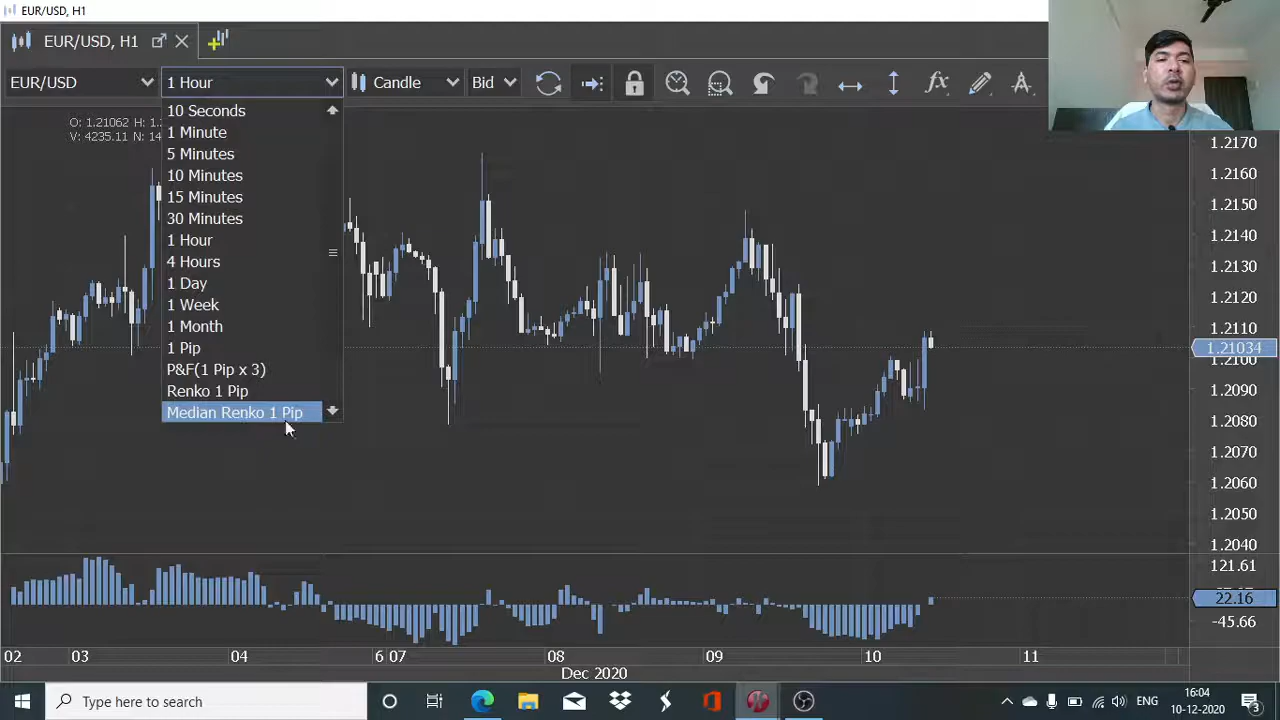 EUR/USD, H1
EUR/USD, H1
EUR/USD 1 Hour Candle Bid
O: 1.21062 H: 1.
V: 4235.11 N: 14
10 Seconds
1 Minute
5 Minutes
10 Minutes
15 Minutes
30 Minutes
1 Hour
4 Hours
1 Day
1 Week
1 Month
1 Pip
P&F(1 Pip x 3)
Renko 1 Pip
Median Renko 1 Pip
1.2170
1.2160
1.2150
1.2140
1.2130
1.2120
1.2110
1.21034
1.2100
1.2090
1.2080
1.2070
1.2060
1.2050
1.2040
121.61
22.16
-45.66
02 03 04 6 07 08 09 10 11
Dec 2020
Type here to search
ENG
16:04
10-12-2020
3